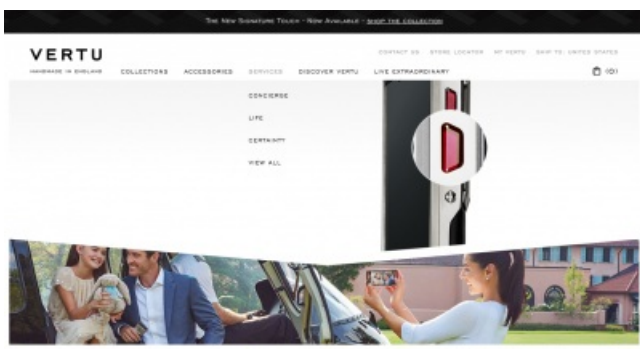 The New Signature Touch - Now Available - Shop the collection
VERTU
HANDMADE IN ENGLAND
CONTACT US STORE LOCATOR MY VERTU SHIP TO: UNITED STATES
COLLECTIONS ACCESSORIES SERVICES DISCOVER VERTU LIVE EXTRAORDINARY (0)
CONCIERGE
LIFE
CERTAINTY
VIEW ALL